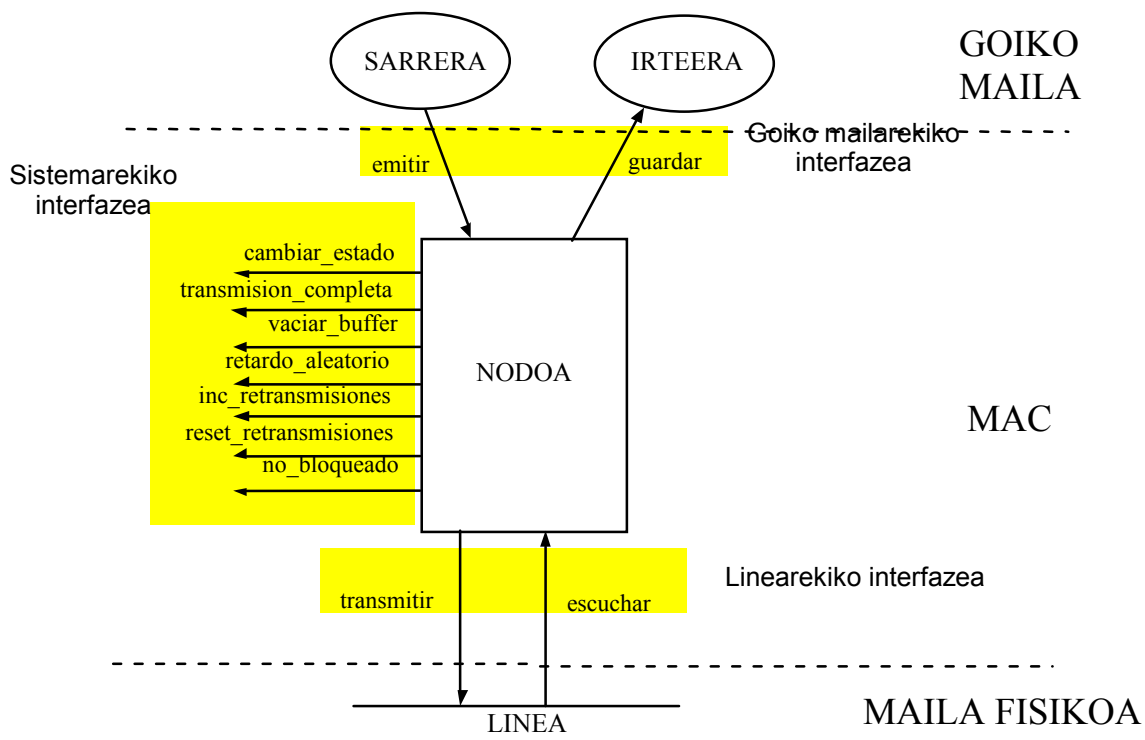 SARRERA
IRTEERA
GOIKO
MAILA
Goiko mailarekiko
interfazea
emitir
guardar
Sistemarekiko
interfazea
cambiar_estado
transmision_completa
vaciar_buffer
retardo_aleatorio
inc_retransmisiones
reset_retransmisiones
no_bloqueado
NODOA
MAC
transmitir
escuchar
Linearekiko interfazea
LINEA
MAILA FISIKOA